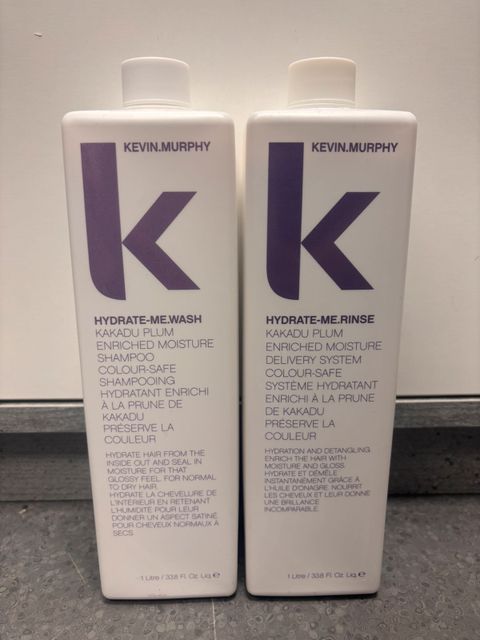 KEVIN.MURPHY
k
HYDRATE-ME.WASH
KAKADU PLUM
ENRICHED MOISTURE
SHAMPOO
COLOUR-SAFE
SHAMPOOING
HYDRATANT ENRICHI
À LA PRUNE DE
KAKADU
PRÉSERVE LA
COULEUR
HYDRATE HAIR FROM THE
INSIDE OUT AND SEAL IN
MOISTURE FOR THAT
GLOSSY FEEL. FOR NORMAL
TO DRY HAIR.
HYDRATE LA CHEVELURE DE
L'INTÉRIEUR EN RETENANT
L'HUMIDITÉ POUR LEUR
DONNER UN ASPECT SATINÉ.
POUR CHEVEUX NORMAUX À
SECS
1 Litre / 33.8 Fl. Oz. Liq. e
KEVIN.MURPHY
k
HYDRATE-ME.RINSE
KAKADU PLUM
ENRICHED MOISTURE
DELIVERY SYSTEM
COLOUR-SAFE
SYSTÈME HYDRATANT
ENRICHI À LA PRUNE
DE KAKADU
PRÉSERVE LA
COULEUR
HYDRATION AND DETANGLING.
ENRICH THE HAIR WITH
MOISTURE AND GLOSS.
HYDRATE ET DÉMÊLE
INSTANTANÉMENT GRÂCE À
L'HUILE D'ONAGRE. NOURRIT
LES CHEVEUX ET LEUR DONNE
UNE BRILLANCE
INCOMPARABLE.
1 Litre / 33.8 Fl. Oz. Liq. e